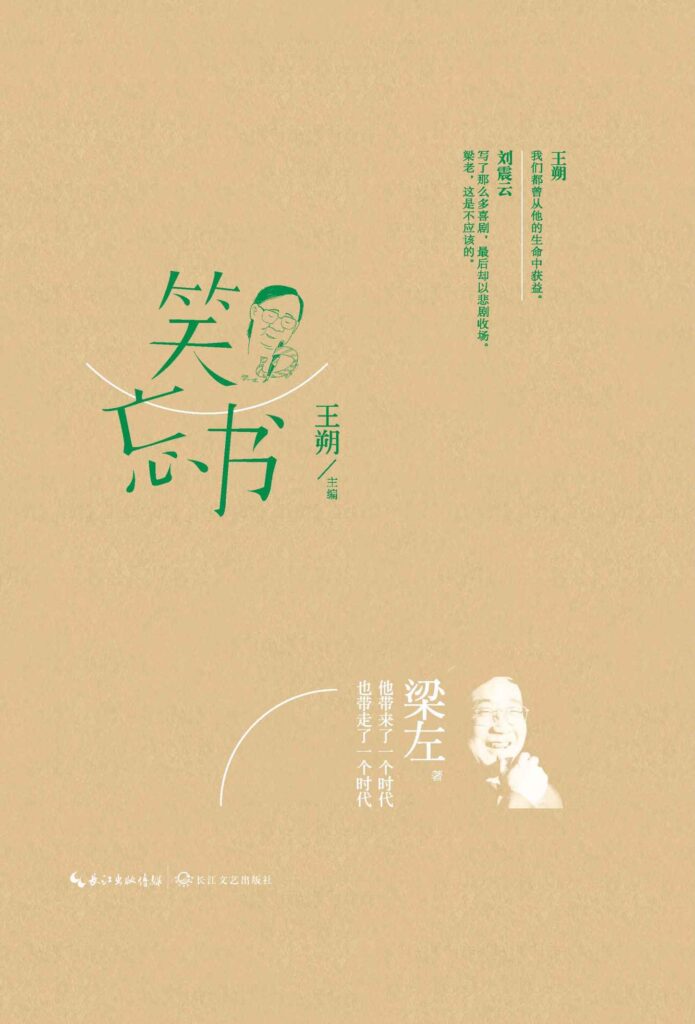 王朔
我们都曾从他的生命中获益。
刘震云
写了那么多喜剧，最后却以悲剧收场。
梁老，这是不应该的。
笑
忘书
王朔／主编
梁左 著
他带来了一个时代
也带走了一个时代
长江出版传媒 长江文艺出版社